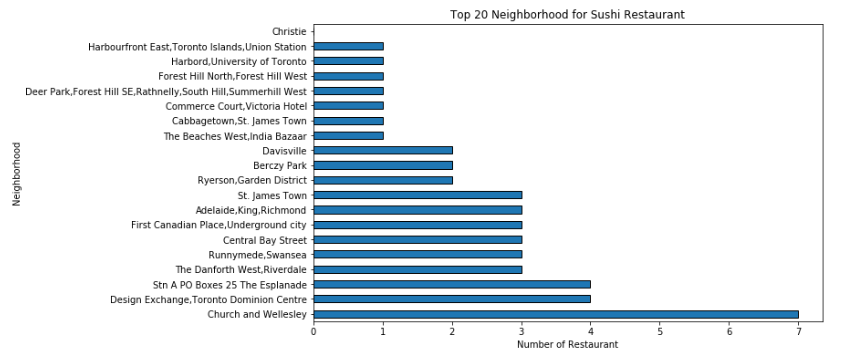 Top 20 Neighborhood for Sushi Restaurant
Neighborhood
Christie
Harbourfront East,Toronto Islands,Union Station
Harbord,University of Toronto
Forest Hill North,Forest Hill West
Deer Park,Forest Hill SE,Rathnelly,South Hill,Summerhill West
Commerce Court,Victoria Hotel
Cabbagetown,St. James Town
The Beaches West,India Bazaar
Davisville
Berczy Park
Ryerson,Garden District
St. James Town
Adelaide,King,Richmond
First Canadian Place,Underground city
Central Bay Street
Runnymede,Swansea
The Danforth West,Riverdale
Stn A PO Boxes 25 The Esplanade
Design Exchange,Toronto Dominion Centre
Church and Wellesley
0 1 2 3 4 5 6 7
Number of Restaurant